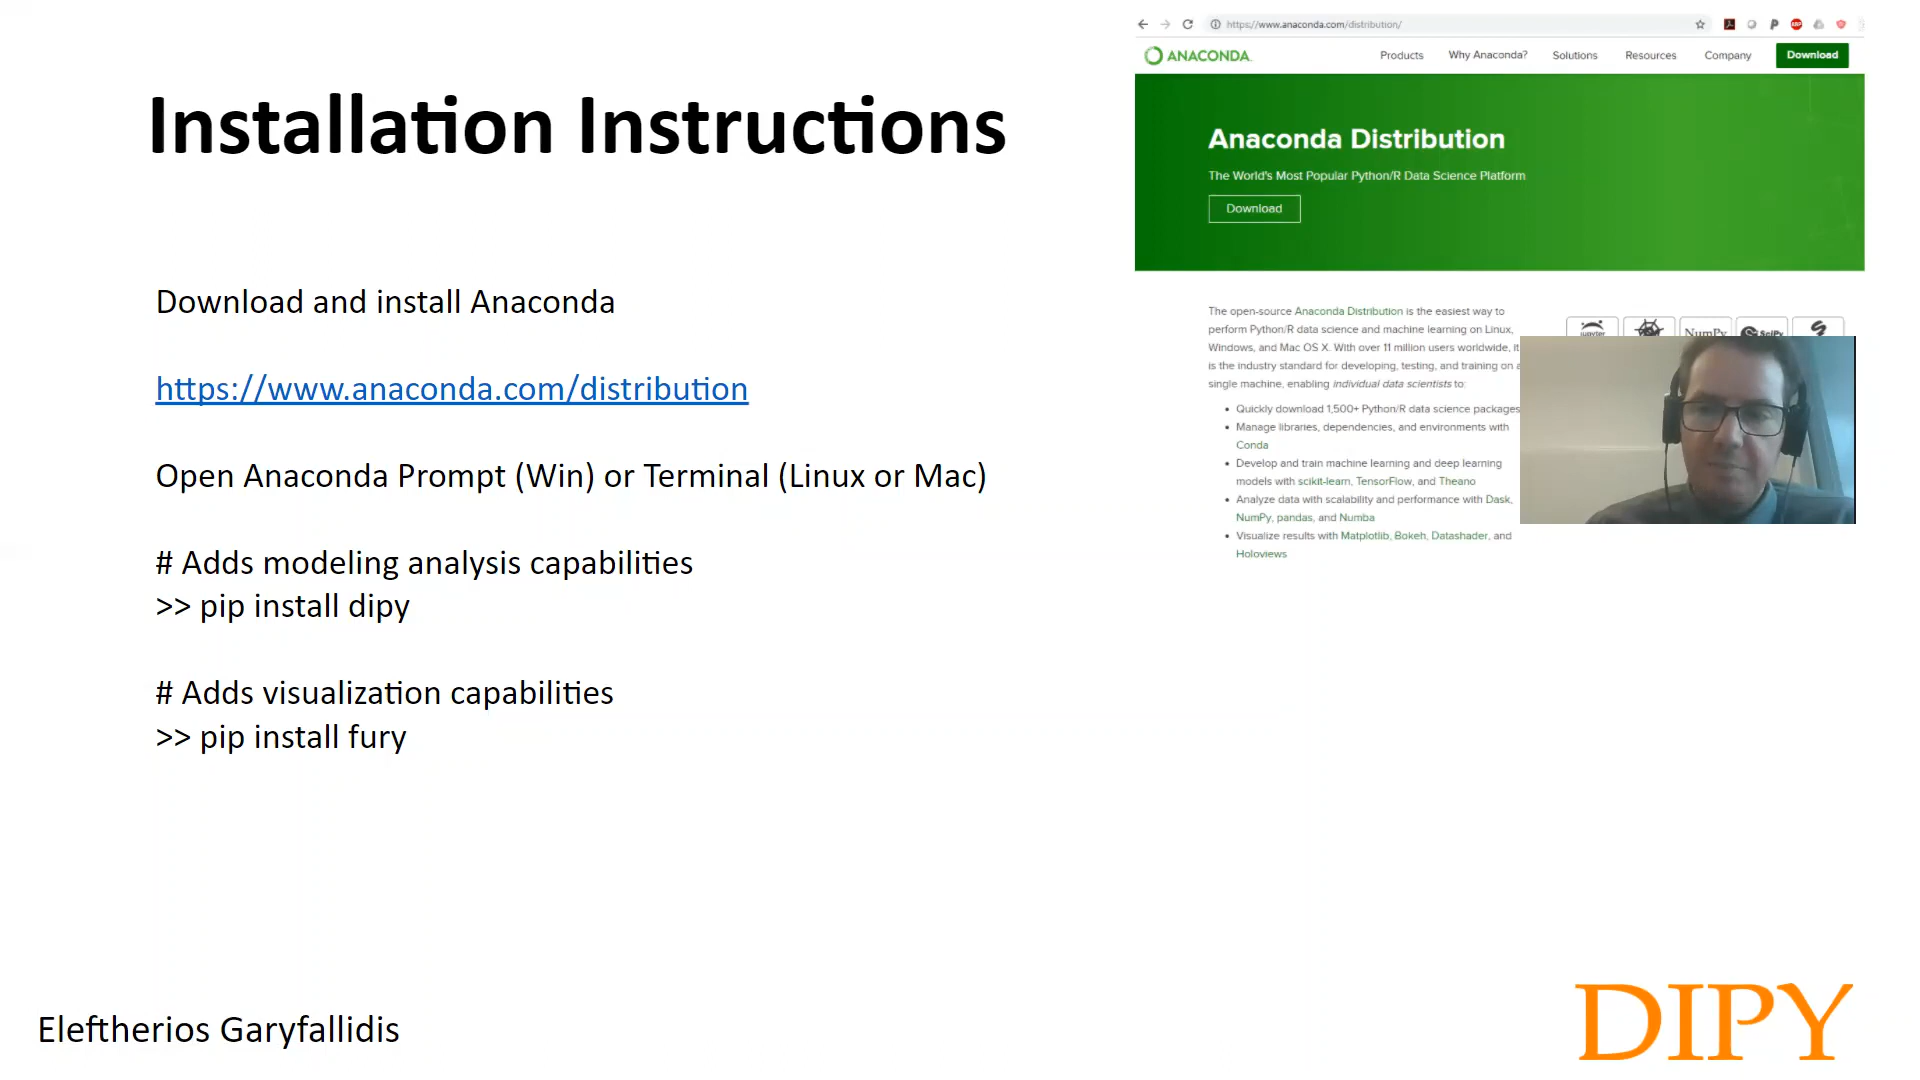 Installation Instructions
Download and install Anaconda
https://www.anaconda.com/distribution
Open Anaconda Prompt (Win) or Terminal (Linux or Mac)
# Adds modeling analysis capabilities
>> pip install dipy
# Adds visualization capabilities
>> pip install fury
Eleftherios Garyfallidis
https://www.anaconda.com/distribution/
ANACONDA.
Products Why Anaconda? Solutions Resources Company Download
Anaconda Distribution
The World's Most Popular Python/R Data Science Platform
Download
The open-source Anaconda Distribution is the easiest way to
perform Python/R data science and machine learning on Linux,
Windows, and Mac OS X. With over 11 million users worldwide, it
is the industry standard for developing, testing, and training on a
single machine, enabling individual data scientists to:
• Quickly download 1,500+ Python/R data science packages
• Manage libraries, dependencies, and environments with
Conda
• Develop and train machine learning and deep learning
models with scikit-learn, TensorFlow, and Theano
• Analyze data with scalability and performance with Dask,
NumPy, pandas, and Numba
• Visualize results with Matplotlib, Bokeh, Datashader, and
Holoviews
jupyter NumPy SciPy
DIPY